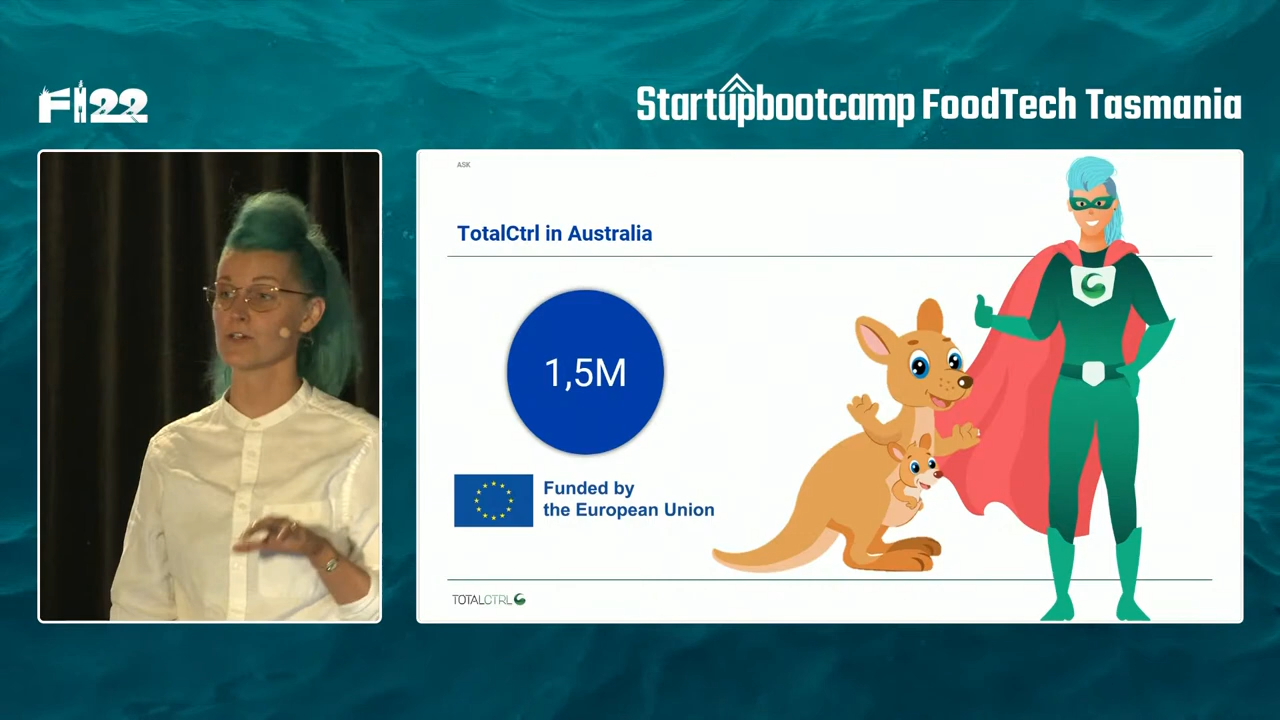 FI22
Startupbootcamp FoodTech Tasmania
ASK
TotalCtrl in Australia
1,5M
Funded by
the European Union
TOTALCTRL